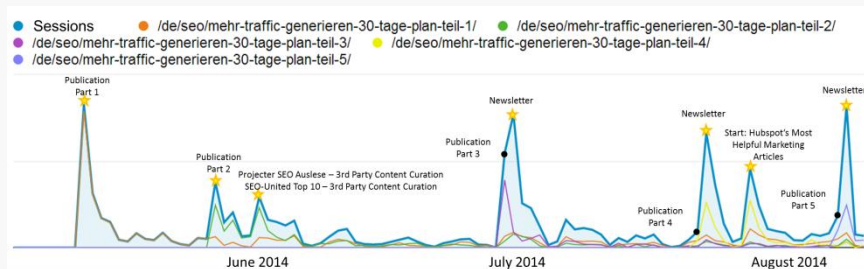 Sessions /de/seo/mehr-traffic-generieren-30-tage-plan-teil-1/ /de/seo/mehr-traffic-generieren-30-tage-plan-teil-2/
/de/seo/mehr-traffic-generieren-30-tage-plan-teil-3/ /de/seo/mehr-traffic-generieren-30-tage-plan-teil-4/
/de/seo/mehr-traffic-generieren-30-tage-plan-teil-5/
Publication
Part 1
Publication
Part 2
Projecter SEO Auslese – 3rd Party Content Curation
SEO-United Top 10 – 3rd Party Content Curation
Newsletter
Publication
Part 3
Newsletter
Publication
Part 4
Start: Hubspot's Most
Helpful Marketing
Articles
Newsletter
Publication
Part 5
June 2014
July 2014
August 2014